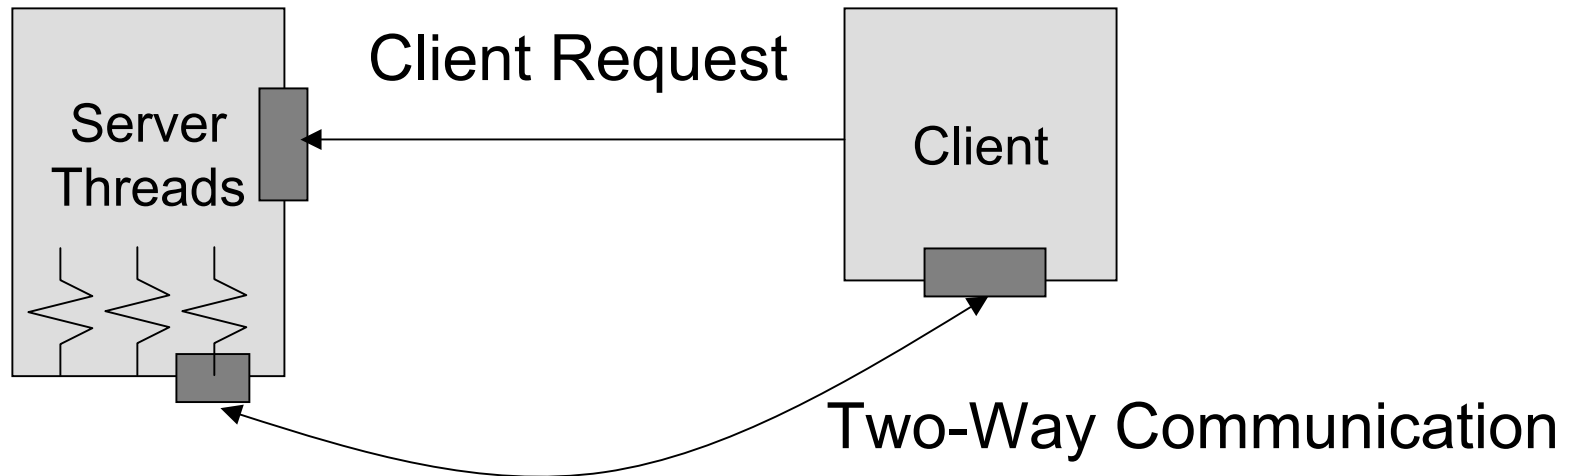 Client Request
Server
Threads
Client
Two-Way Communication